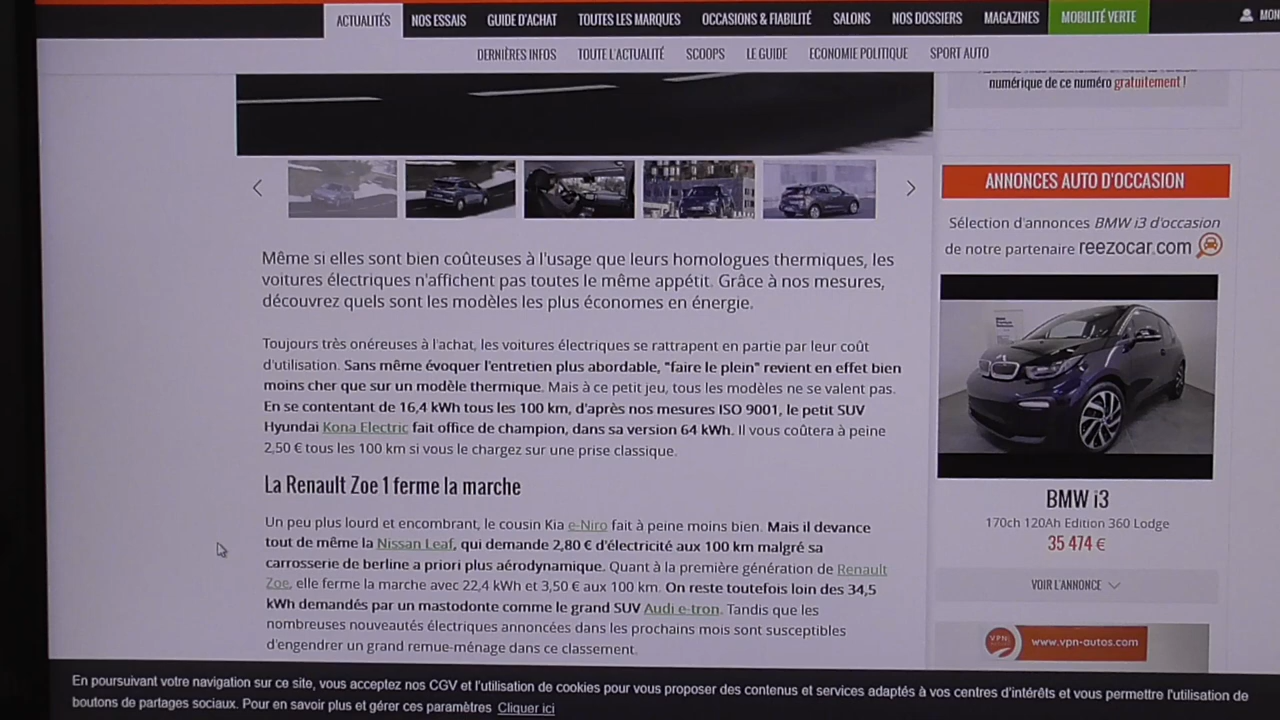 ACTUALITÉS NOS ESSAIS GUIDE D'ACHAT TOUTES LES MARQUES OCCASIONS & FIABILITÉ SALONS NOS DOSSIERS MAGAZINES MOBILITÉ VERTE MON
DERNIÈRES INFOS TOUTE L'ACTUALITÉ SCOOPS LE GUIDE ECONOMIE POLITIQUE SPORT AUTO
numérique de ce numéro gratuitement !
Même si elles sont bien coûteuses à l'usage que leurs homologues thermiques, les
voitures électriques n'affichent pas toutes le même appétit. Grâce à nos mesures,
découvrez quels sont les modèles les plus économes en énergie.
Toujours très onéreuses à l'achat, les voitures électriques se rattrapent en partie par leur coût
d'utilisation. Sans même évoquer l'entretien plus abordable, "faire le plein" revient en effet bien
moins cher que sur un modèle thermique. Mais à ce petit jeu, tous les modèles ne se valent pas.
En se contentant de 16,4 kWh tous les 100 km, d'après nos mesures ISO 9001, le petit SUV
Hyundai Kona Electric fait office de champion, dans sa version 64 kWh. Il vous coûtera à peine
2,50 € tous les 100 km si vous le chargez sur une prise classique.
La Renault Zoe 1 ferme la marche
Un peu plus lourd et encombrant, le cousin Kia e-Niro fait à peine moins bien. Mais il devance
tout de même la Nissan Leaf, qui demande 2,80 € d'électricité aux 100 km malgré sa
carrosserie de berline a priori plus aérodynamique. Quant à la première génération de Renault
Zoe, elle ferme la marche avec 22,4 kWh et 3,50 € aux 100 km. On reste toutefois loin des 34,5
kWh demandés par un mastodonte comme le grand SUV Audi e-tron. Tandis que les
nombreuses nouveautés électriques annoncées dans les prochains mois sont susceptibles
d'engendrer un grand remue-ménage dans ce classement.
ANNONCES AUTO D'OCCASION
Sélection d'annonces BMW i3 d'occasion
de notre partenaire reezocar.com
BMW i3
170ch 120Ah Edition 360 Lodge
35 474 €
VOIR L'ANNONCE
VPN www.vpn-autos.com
En poursuivant votre navigation sur ce site, vous acceptez nos CGV et l'utilisation de cookies pour vous proposer des contenus et services adaptés à vos centres d'intérêts et vous permettre l'utilisation de
boutons de partages sociaux. Pour en savoir plus et gérer ces paramètres Cliquer ici